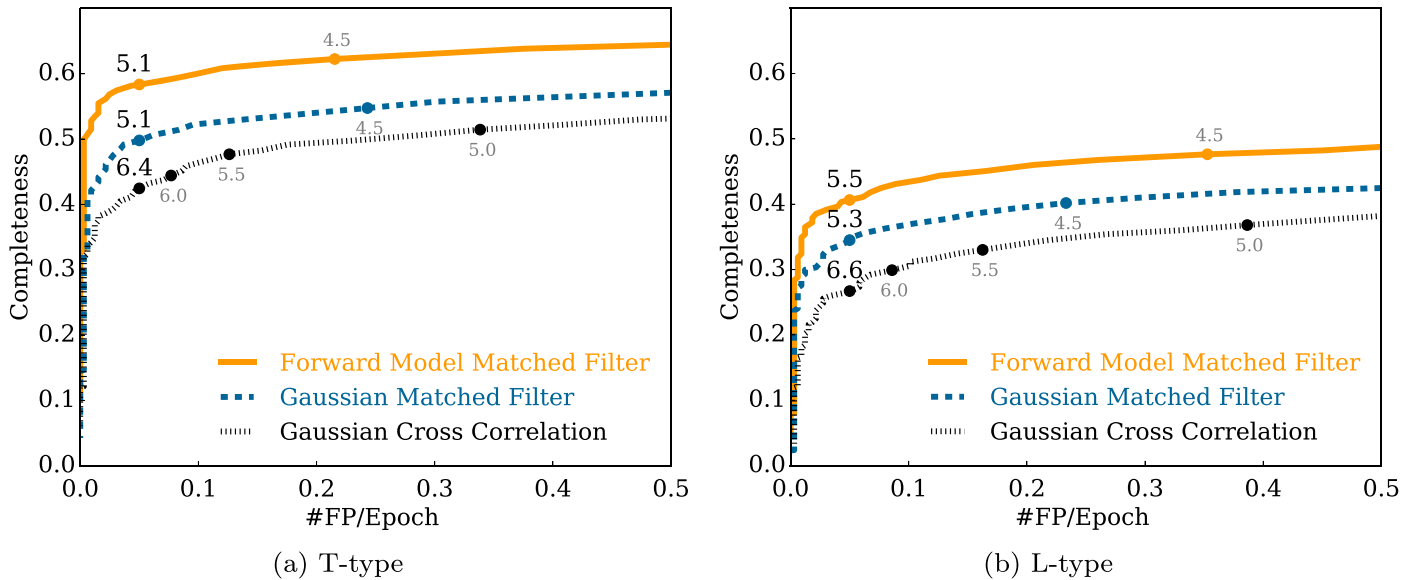 Completeness
0.6
0.5
0.4
0.3
0.2
0.1
0.0
5.1
4.5
5.1
4.5
6.4
6.0
5.5
5.0
Forward Model Matched Filter
Gaussian Matched Filter
Gaussian Cross Correlation
0.0 0.1 0.2 0.3 0.4 0.5
#FP/Epoch
(a) T-type
Completeness
0.6
0.5
0.4
0.3
0.2
0.1
0.0
4.5
5.5
5.3
4.5
6.6
6.0
5.5
5.0
Forward Model Matched Filter
Gaussian Matched Filter
Gaussian Cross Correlation
0.0 0.1 0.2 0.3 0.4 0.5
#FP/Epoch
(b) L-type